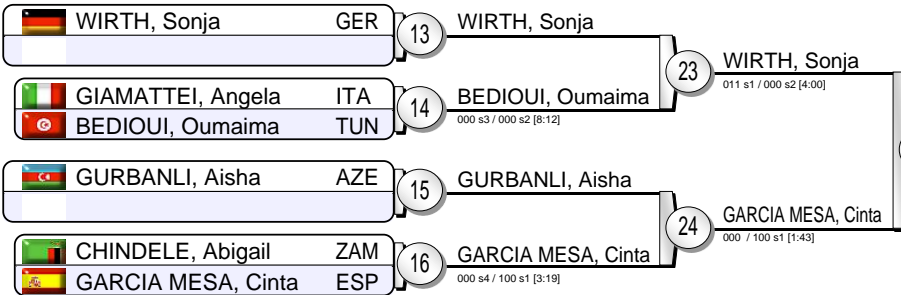 WIRTH, Sonja GER
13
WIRTH, Sonja
GIAMATTEI, Angela ITA
BEDIOUI, Oumaima TUN
14
BEDIOUI, Oumaima
000 s3 / 000 s2 [8:12]
23
WIRTH, Sonja
011 s1 / 000 s2 [4:00]
GURBANLI, Aisha AZE
15
GURBANLI, Aisha
CHINDELE, Abigail ZAM
GARCIA MESA, Cinta ESP
16
GARCIA MESA, Cinta
000 s4 / 100 s1 [3:19]
24
GARCIA MESA, Cinta
000 / 100 s1 [1:43]